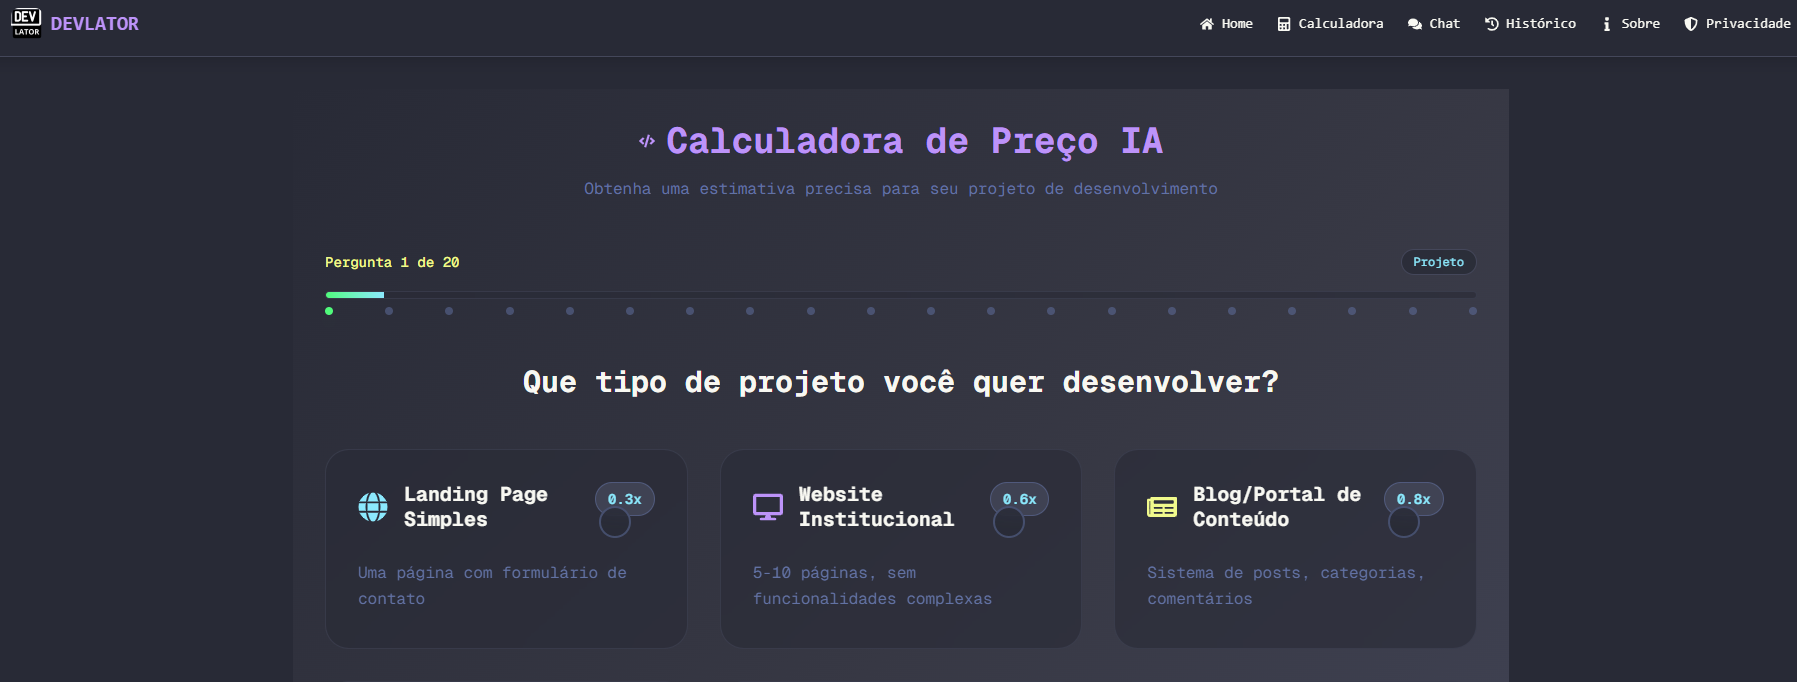 DEV
LATOR
DEVLATOR
Home
Calculadora
Chat
Histórico
Sobre
Privacidade
Calculadora de Preço IA
Obtenha uma estimativa precisa para seu projeto de desenvolvimento
Pergunta 1 de 20
Projeto
Que tipo de projeto você quer desenvolver?
Landing Page
Simples
0.3x
Uma página com formulário de
contato
Website
Institucional
0.6x
5-10 páginas, sem
funcionalidades complexas
Blog/Portal de
Conteúdo
0.8x
Sistema de posts, categorias,
comentários